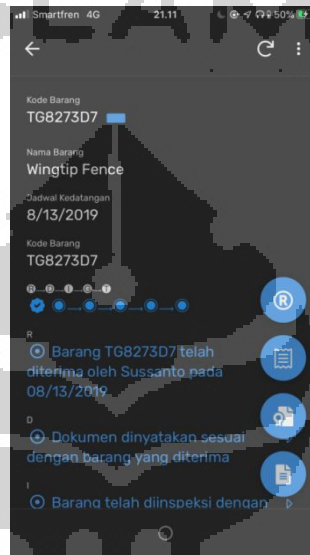 Smartfren 4G 21.11 50%
Kode Barang
TG8273D7
Nama Barang
Wingtip Fence
Jadwal Kedatangan
8/13/2019
Kode Barang
TG8273D7
R D I O T
R
R
Barang TG8273D7 telah
diterima oleh Sussanto pada
08/13/2019
D
Dokumen dinyatakan sesuai
dengan barang yang diterima
I
Barang telah diinspeksi dengan